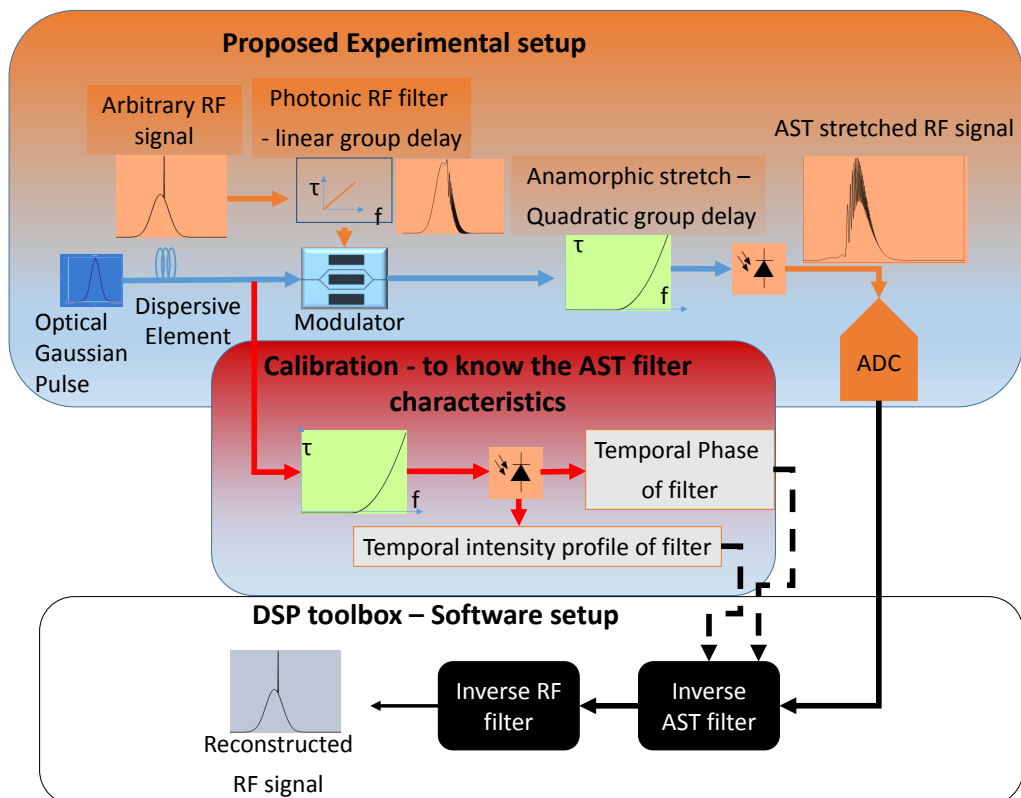 Proposed Experimental setup
Arbitrary RF
signal
Photonic RF filter
- linear group delay
AST stretched RF signal
τ
f
Anamorphic stretch –
Quadratic group delay
τ
f
Optical
Gaussian
Pulse
Dispersive
Element
Modulator
ADC
Calibration - to know the AST filter
characteristics
τ
f
Temporal Phase
of filter
Temporal intensity profile of filter
DSP toolbox – Software setup
Inverse RF
filter
Inverse
AST filter
Reconstructed
RF signal